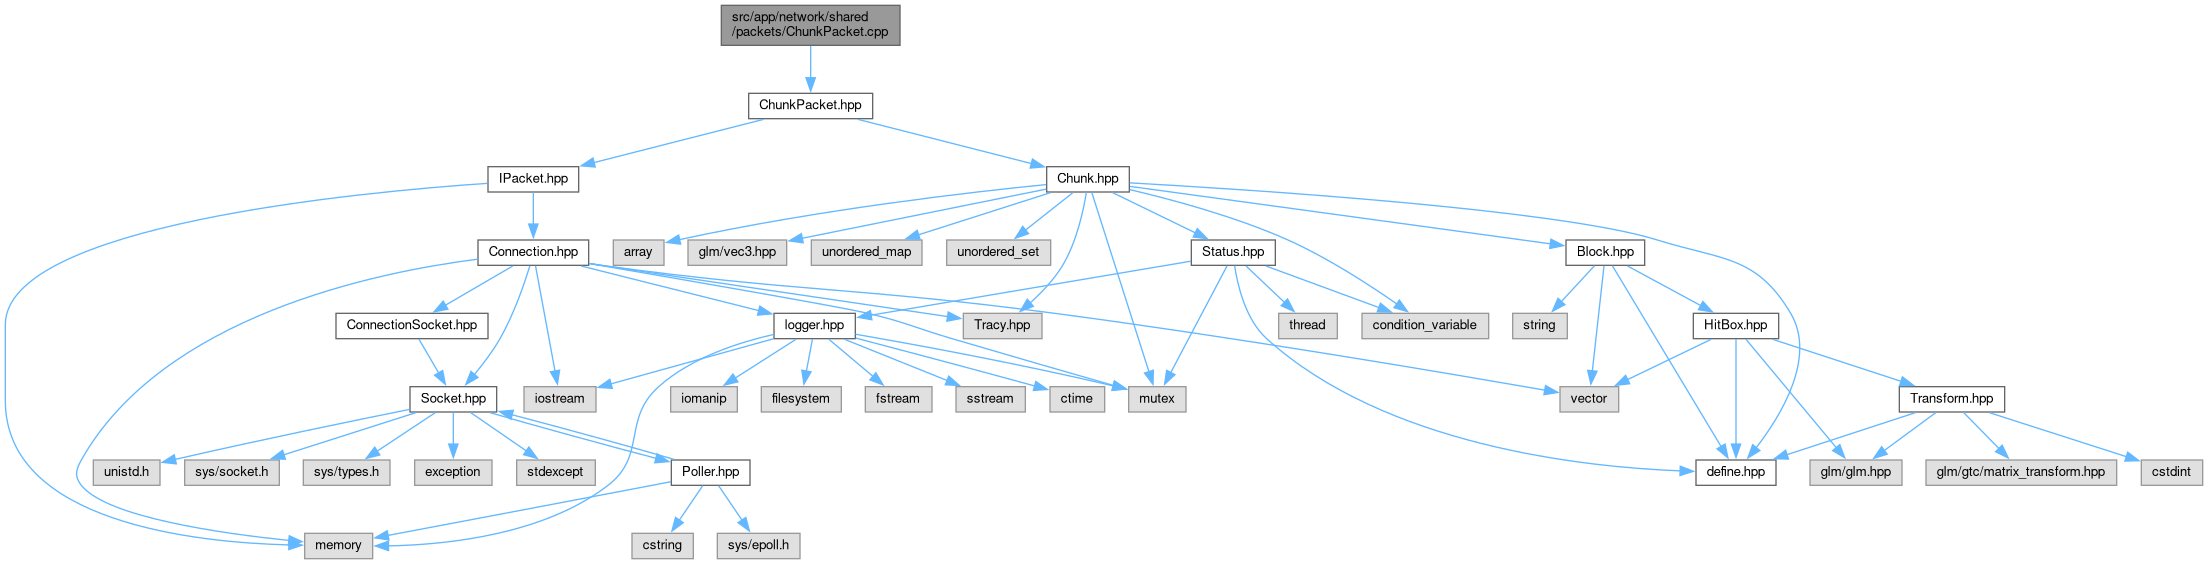 src/app/network/shared
/packets/ChunkPacket.cpp
ChunkPacket.hpp
IPacket.hpp
Chunk.hpp
Connection.hpp
array
glm/vec3.hpp
unordered_map
unordered_set
Status.hpp
Block.hpp
ConnectionSocket.hpp
logger.hpp
Tracy.hpp
thread
condition_variable
string
HitBox.hpp
Socket.hpp
iostream
iomanip
filesystem
fstream
sstream
ctime
mutex
vector
Transform.hpp
unistd.h
sys/socket.h
sys/types.h
exception
stdexcept
Poller.hpp
define.hpp
glm/glm.hpp
glm/gtc/matrix_transform.hpp
cstdint
memory
cstring
sys/epoll.h